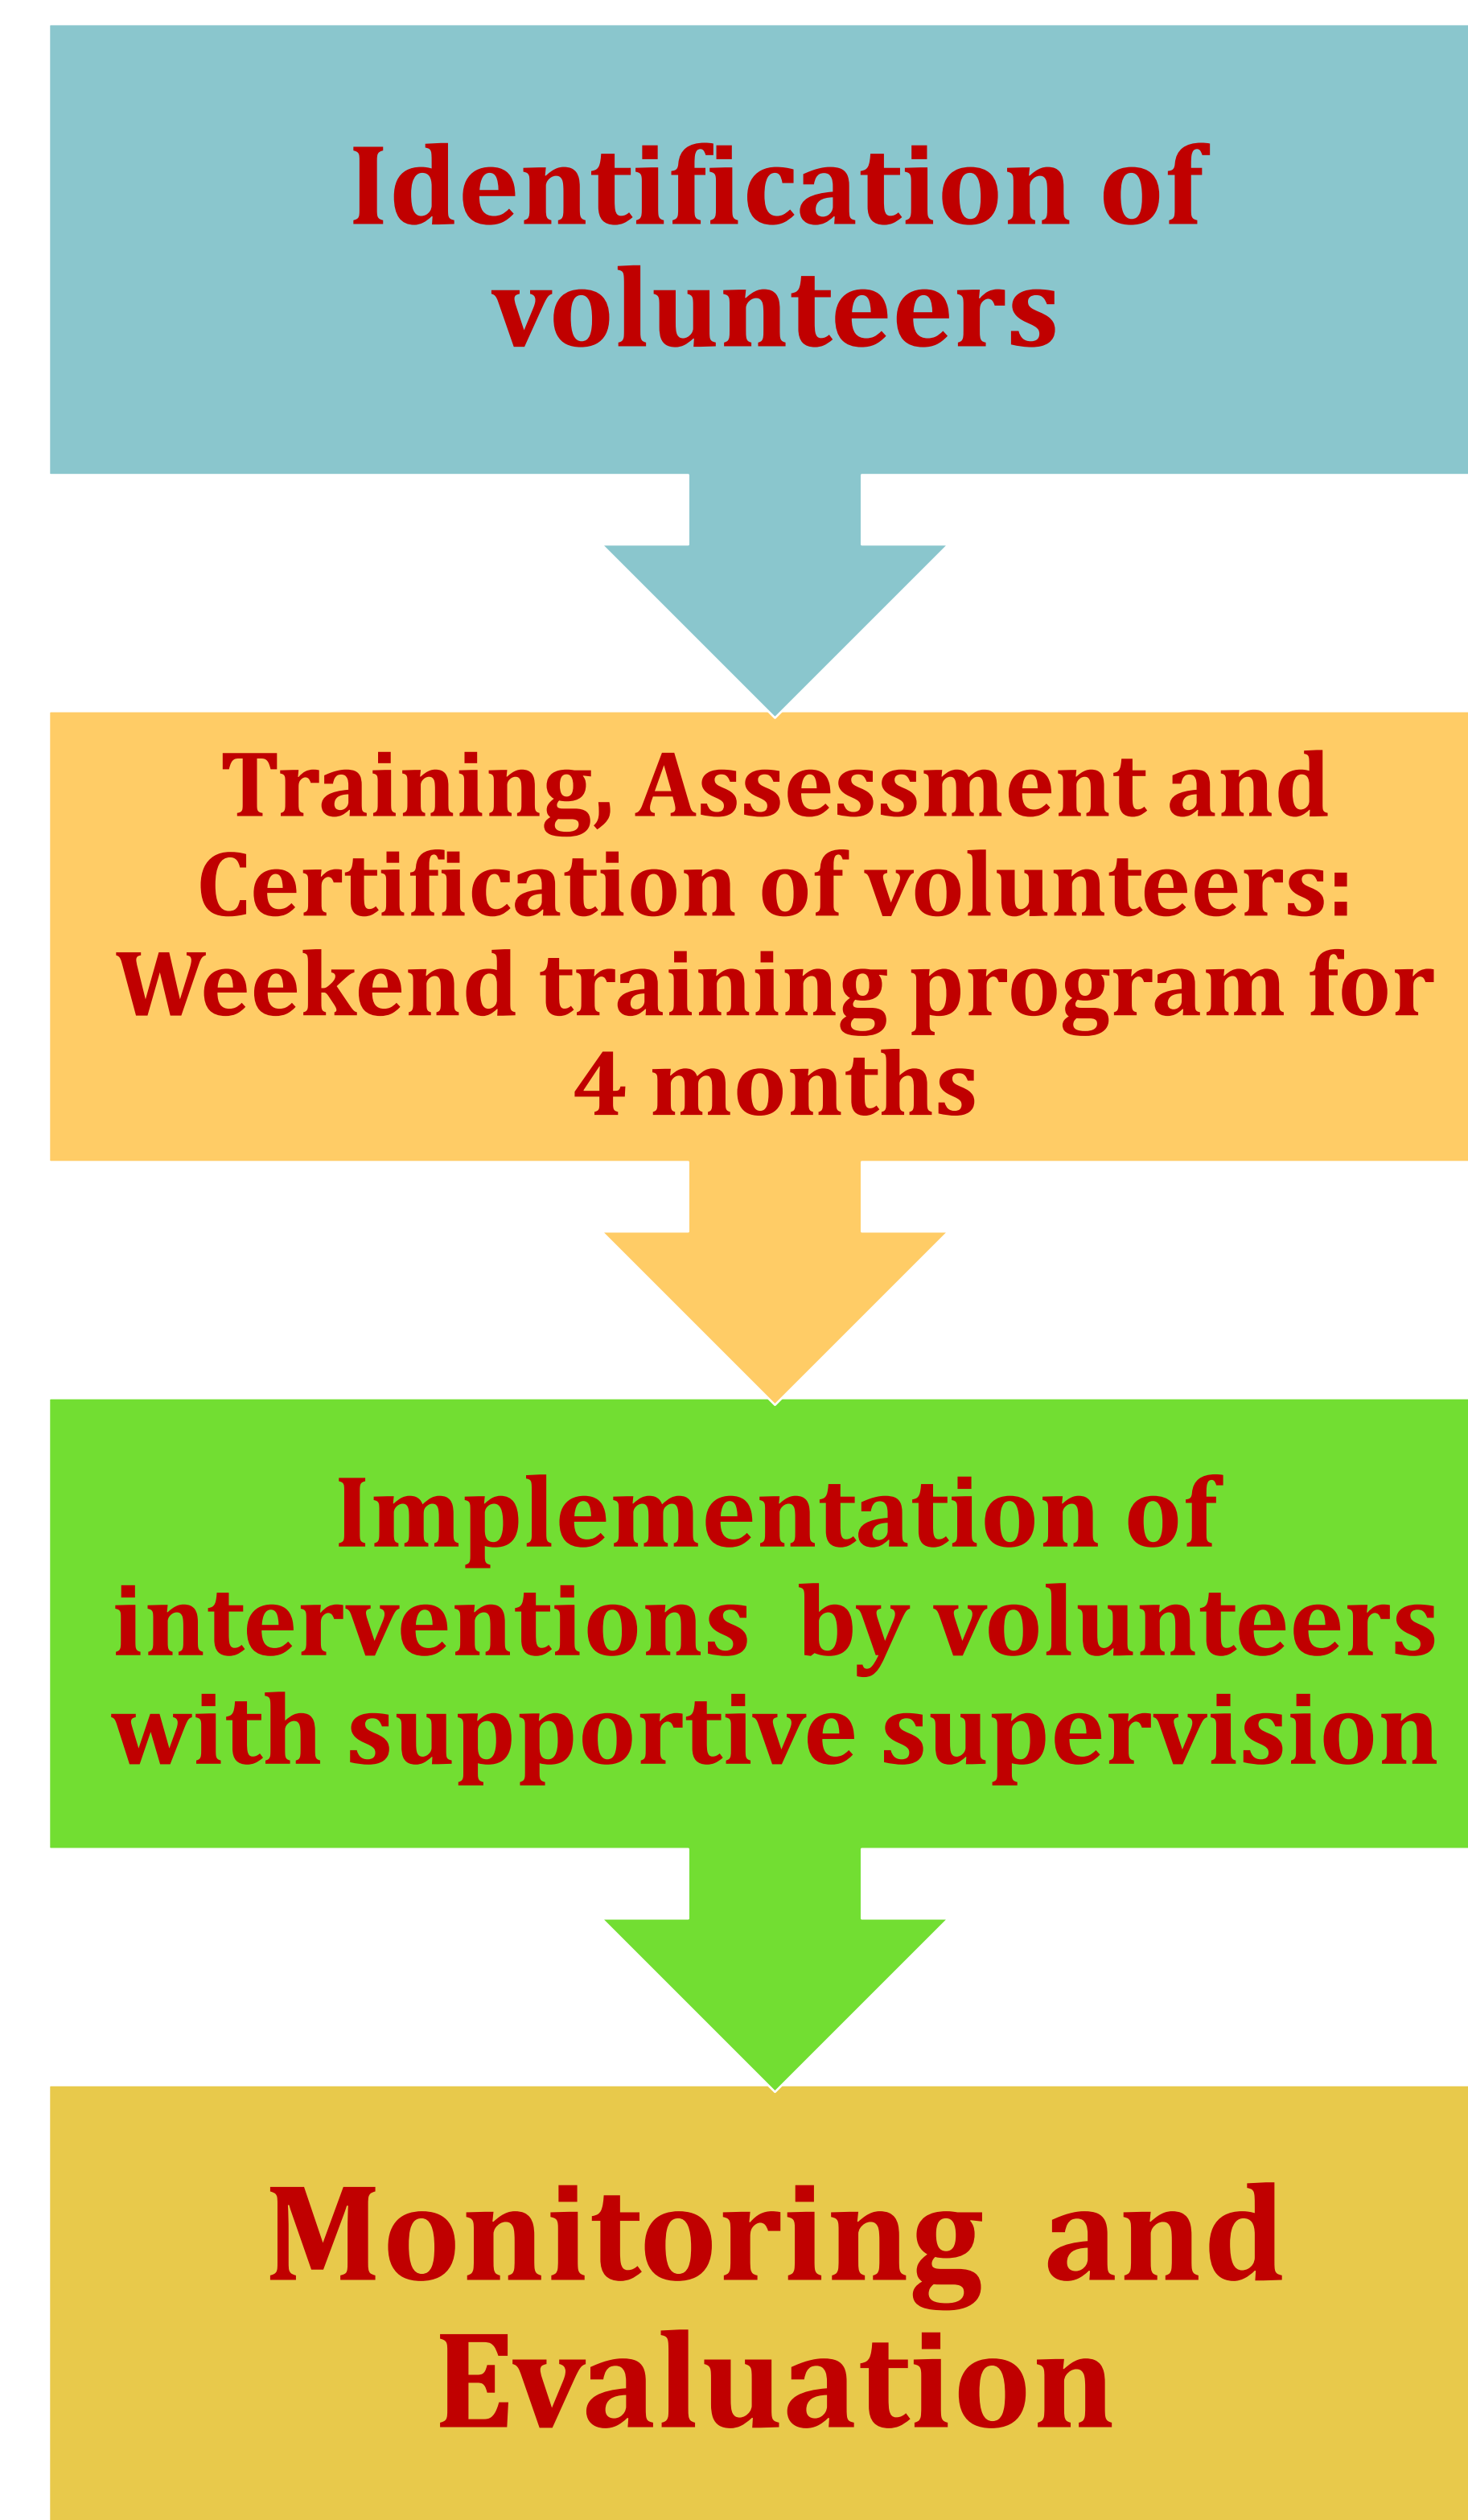 Identification of
volunteers
Training, Assessment and
Certification of volunteers:
Weekend training program for
4 months
Implementation of
interventions  by volunteers
with supportive supervision
Monitoring  and
Evaluation